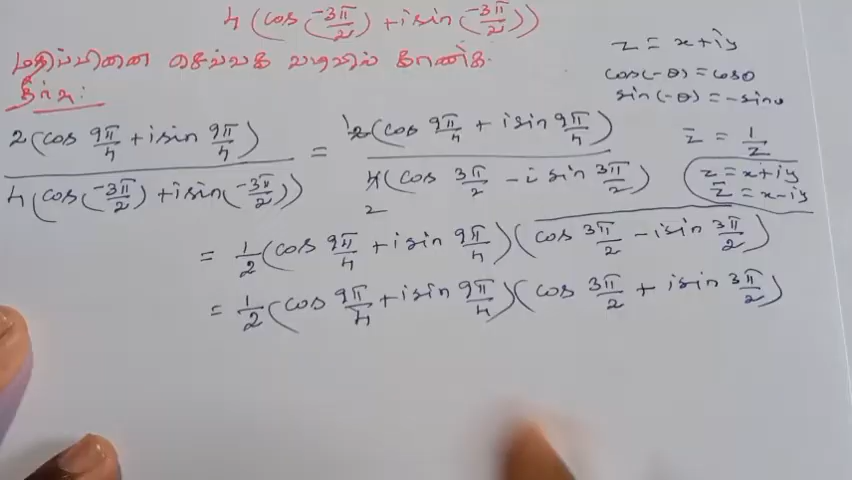 4 (cos (-3π/2) + i sin (-3π/2))
மதிப்பினை செவ்வக வடிவில் காண்க.
தீர்வு:
z = x+iy
cos(-θ) = cosθ
sin(-θ) = -sinθ
z̄ = 1/z
z = x+iy
z̄ = x-iy
2(cos 9π/4 + i sin 9π/4) / 4(cos(-3π/2) + i sin(-3π/2)) = 1 2(cos 9π/4 + i sin 9π/4) / 4(cos 3π/2 - i sin 3π/2) 2
= 1/2 (cos 9π/4 + i sin 9π/4) (cos 3π/2 - i sin 3π/2)
= 1/2 (cos 9π/4 + i sin 9π/4) (cos 3π/2 + i sin 3π/2)